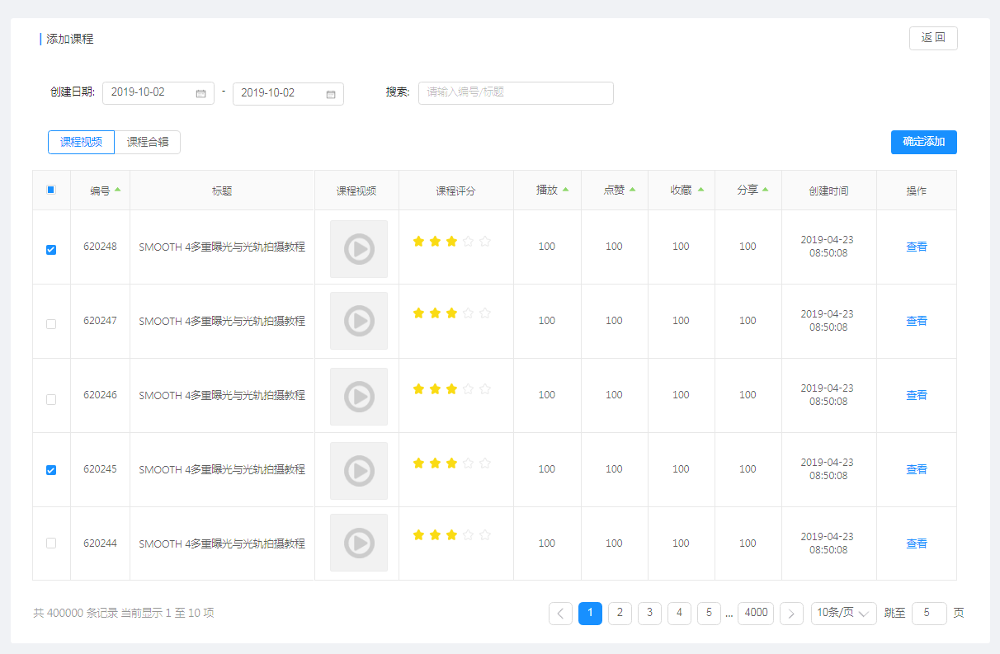 添加课程
返 回
创建日期: 2019-10-02 - 2019-10-02 搜索: 请输入编号/标题
课程视频 课程合辑 确定添加
编号 标题 课程视频 课程评分 播放 点赞 收藏 分享 创建时间 操作
620248 SMOOTH 4多重曝光与光轨拍摄教程 100 100 100 100 2019-04-23 08:50:08 查看
620247 SMOOTH 4多重曝光与光轨拍摄教程 100 100 100 100 2019-04-23 08:50:08 查看
620246 SMOOTH 4多重曝光与光轨拍摄教程 100 100 100 100 2019-04-23 08:50:08 查看
620245 SMOOTH 4多重曝光与光轨拍摄教程 100 100 100 100 2019-04-23 08:50:08 查看
620244 SMOOTH 4多重曝光与光轨拍摄教程 100 100 100 100 2019-04-23 08:50:08 查看
共 400000 条记录 当前显示 1 至 10 项 1 2 3 4 5 ... 4000 10条/页 跳至 5 页